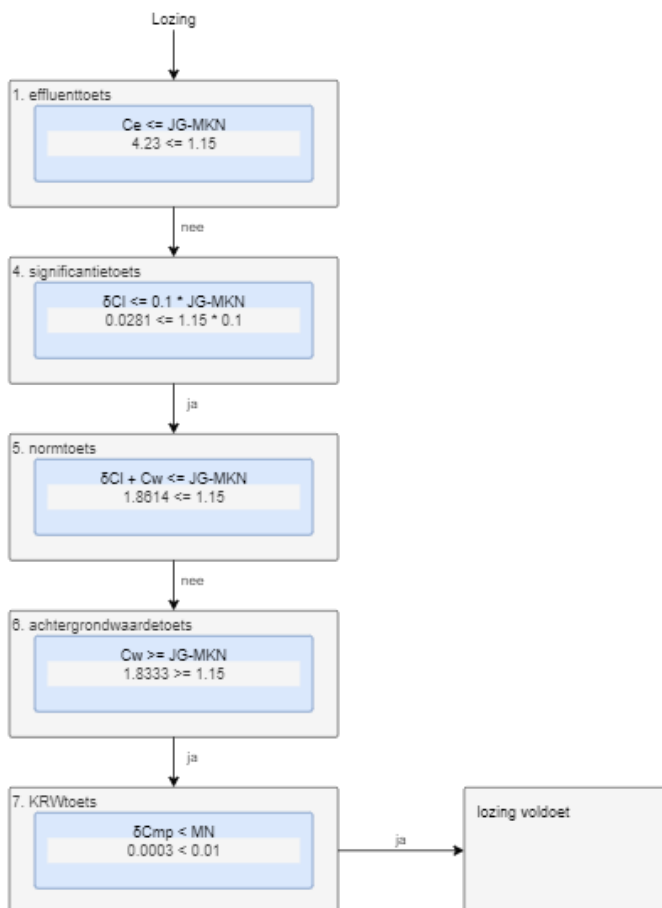 Lozing
1. effluenttoets
Ce <= JG-MKN
4.23 <= 1.15
nee
4. significantietoets
δCl <= 0.1 * JG-MKN
0.0281 <= 1.15 * 0.1
ja
5. normtoets
δCl + Cw <= JG-MKN
1.8614 <= 1.15
nee
6. achtergrondwaardetoets
Cw >= JG-MKN
1.8333 >= 1.15
ja
7. KRWtoets
δCmp < MN
0.0003 < 0.01
ja
lozing voldoet